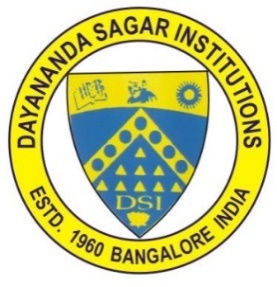 DAYANANDA SAGAR INSTITUTIONS
DSI
ESTD. 1960 BANGALORE INDIA